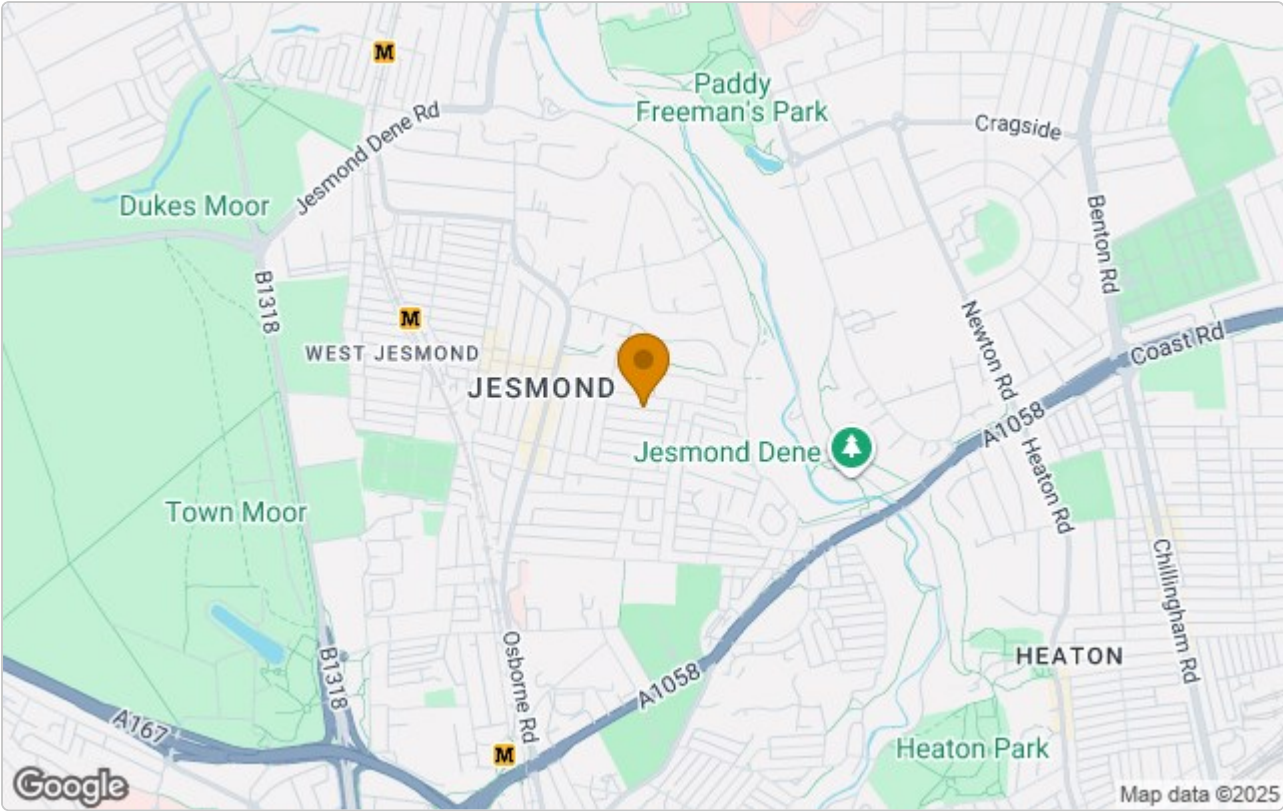 M
Paddy
Freeman's Park
Cragside
Jesmond Dene Rd
Dukes Moor
Benton Rd
B1318
M
Newton Rd
Coast Rd
WEST JESMOND
JESMOND
A1058
Jesmond Dene
Heaton Rd
Town Moor
Chillingham Rd
Osborne Rd
B1318
HEATON
A1058
A167
M
Heaton Park
Google
Map data ©2025